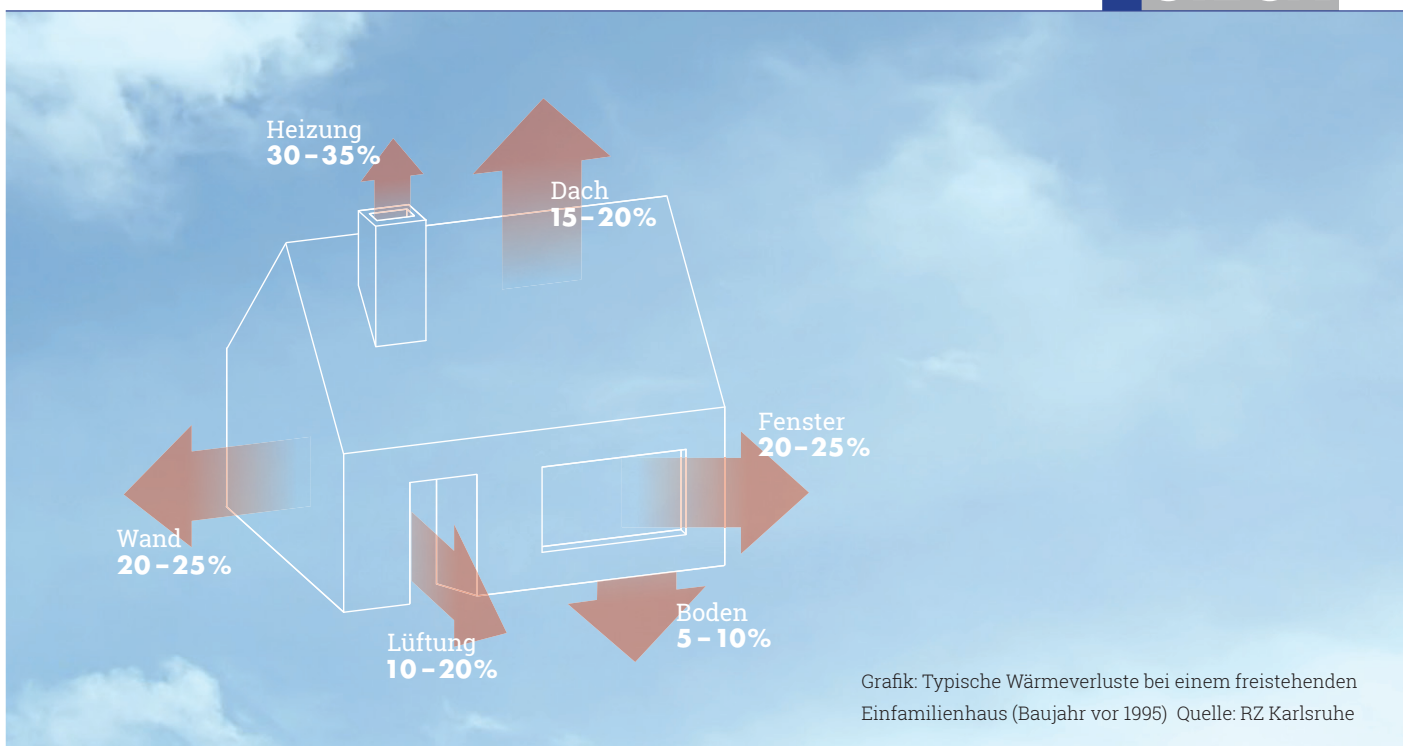 Heizung
30–35%
Dach
15–20%
Fenster
20–25%
Wand
20–25%
Boden
5–10%
Lüftung
10–20%
Grafik: Typische Wärmeverluste bei einem freistehenden
Einfamilienhaus (Baujahr vor 1995) Quelle: RZ Karlsruhe